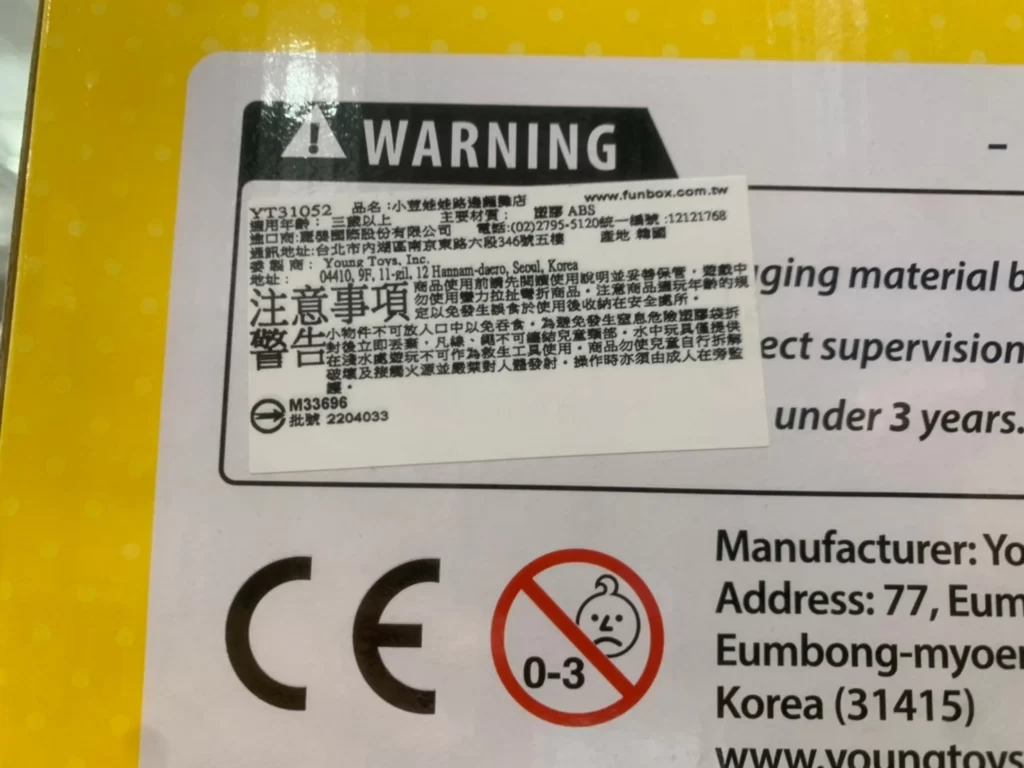 WARNING
-
www.funbox.com.tw
YT31052 品名:小荳娃娃路邊麵攤店
適用年齡: 三歲以上 主要材質: 塑膠 ABS
進口商:麗嬰國際股份有限公司 電話:(02)2795-5120統一編號:12121768
通訊地址:台北市內湖區南京東路六段346號五樓 產地 韓國
委製商: Young Toys, Inc.
地址: 04410, 9F, 11-gil, 12 Hannam-daero, Seoul, Korea
注意事項
商品使用前請先閱讀使用說明並妥善保管。遊戲中
勿使用蠻力拉扯彎折商品。注意商品適玩年齡的規
定以免發生誤食於使用後收納在安全處所。
警告
小物件不可放入口中以免吞食。為避免發生窒息危險塑膠袋拆
封後立即丟棄。凡線、繩不可纏結兒童頸部。水中玩具僅提供
在淺水處遊玩不可作為救生工具使用。商品勿使兒童自行拆解
破壞及接觸火源並嚴禁對人體發射。操作時亦須由成人在旁監
護。
M33696
批號 2204033
ging material b
ect supervision
under 3 years.
CE
0-3
Manufacturer: Yo
Address: 77, Eum
Eumbong-myoe
Korea (31415)
www.youngtoys